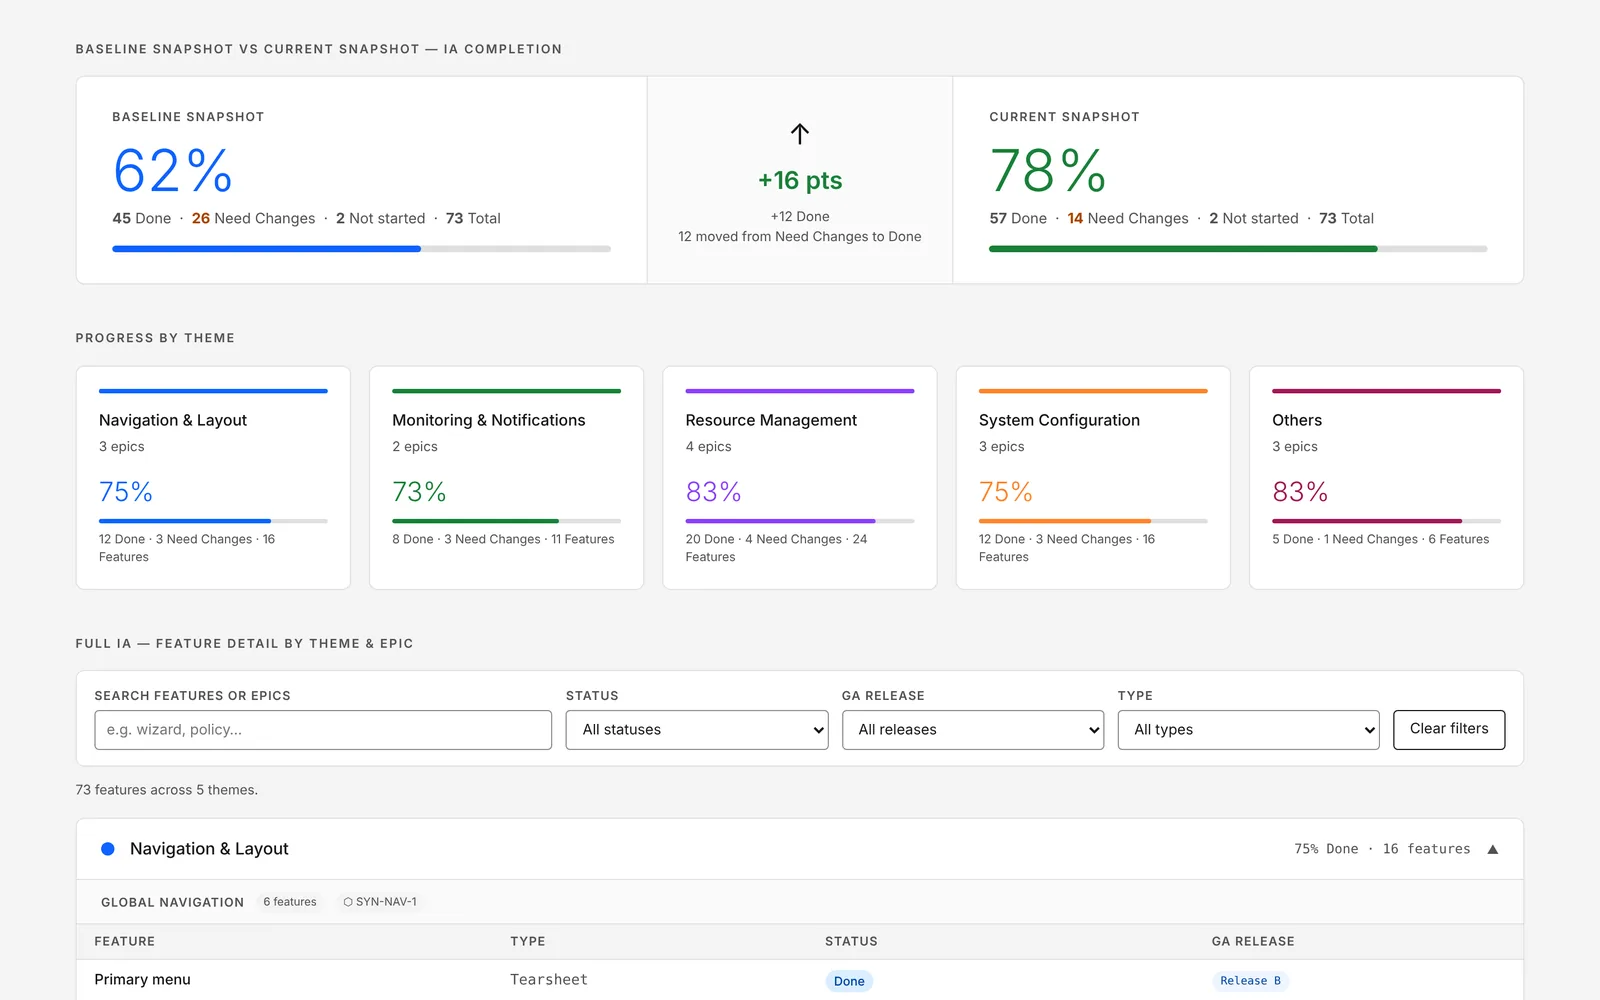 BASELINE SNAPSHOT VS CURRENT SNAPSHOT — IA COMPLETION
BASELINE SNAPSHOT
62%
45 Done · 26 Need Changes · 2 Not started · 73 Total
↑
+16 pts
+12 Done
12 moved from Need Changes to Done
CURRENT SNAPSHOT
78%
57 Done · 14 Need Changes · 2 Not started · 73 Total
PROGRESS BY THEME
Navigation & Layout
3 epics
75%
12 Done · 3 Need Changes · 16
Features
Monitoring & Notifications
2 epics
73%
8 Done · 3 Need Changes · 11 Features
Resource Management
4 epics
83%
20 Done · 4 Need Changes · 24
Features
System Configuration
3 epics
75%
12 Done · 3 Need Changes · 16
Features
Others
3 epics
83%
5 Done · 1 Need Changes · 6 Features
FULL IA — FEATURE DETAIL BY THEME & EPIC
SEARCH FEATURES OR EPICS
e.g. wizard, policy...
STATUS
All statuses
GA RELEASE
All releases
TYPE
All types
Clear filters
73 features across 5 themes.
Navigation & Layout
75% Done · 16 features ▲
GLOBAL NAVIGATION 6 features ⬡ SYN-NAV-1
FEATURE TYPE STATUS GA RELEASE
Primary menu Tearsheet Done Release B